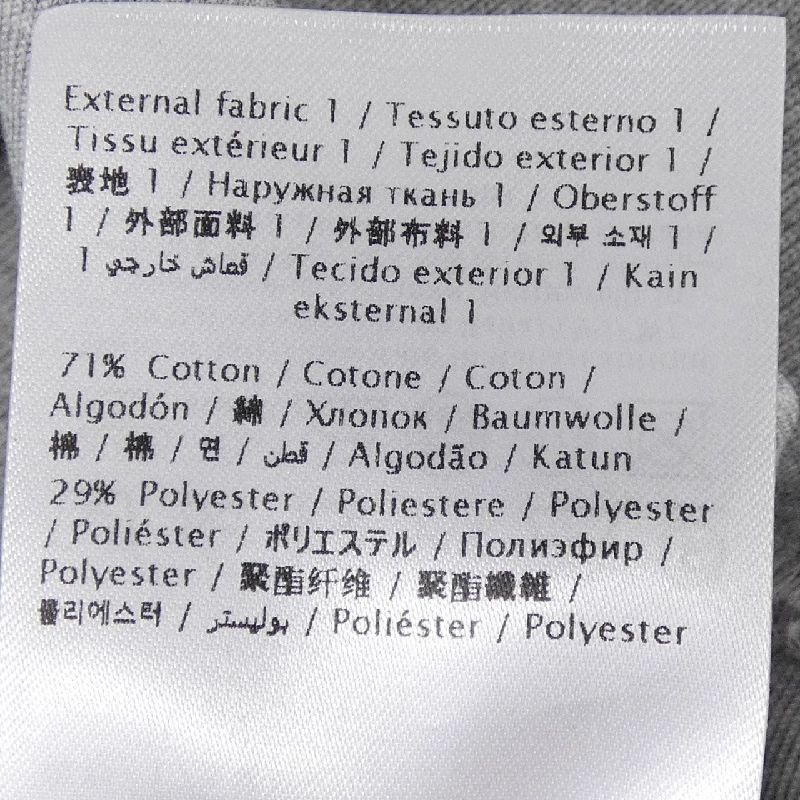 External fabric 1 / Tessuto esterno 1 /
Tissu extérieur 1 / Tejido exterior 1 /
表地 1 / Наружная ткань 1 / Oberstoff
1 / 外部面料 1 / 外部布料 1 / 외부 소재 1 /
قماش خارجي 1 / Tecido exterior 1 / Kain
eksternal 1
71% Cotton / Cotone / Coton /
Algodón / 綿 / Хлопок / Baumwolle /
棉 / 棉 / 면 / قطن / Algodão / Katun
29% Polyester / Poliestere / Polyester
/ Poliéster / ポリエステル / Полиэфир /
Polyester / 聚酯纤维 / 聚酯纖維 /
폴리에스터 / بوليستر / Poliéster / Polyester